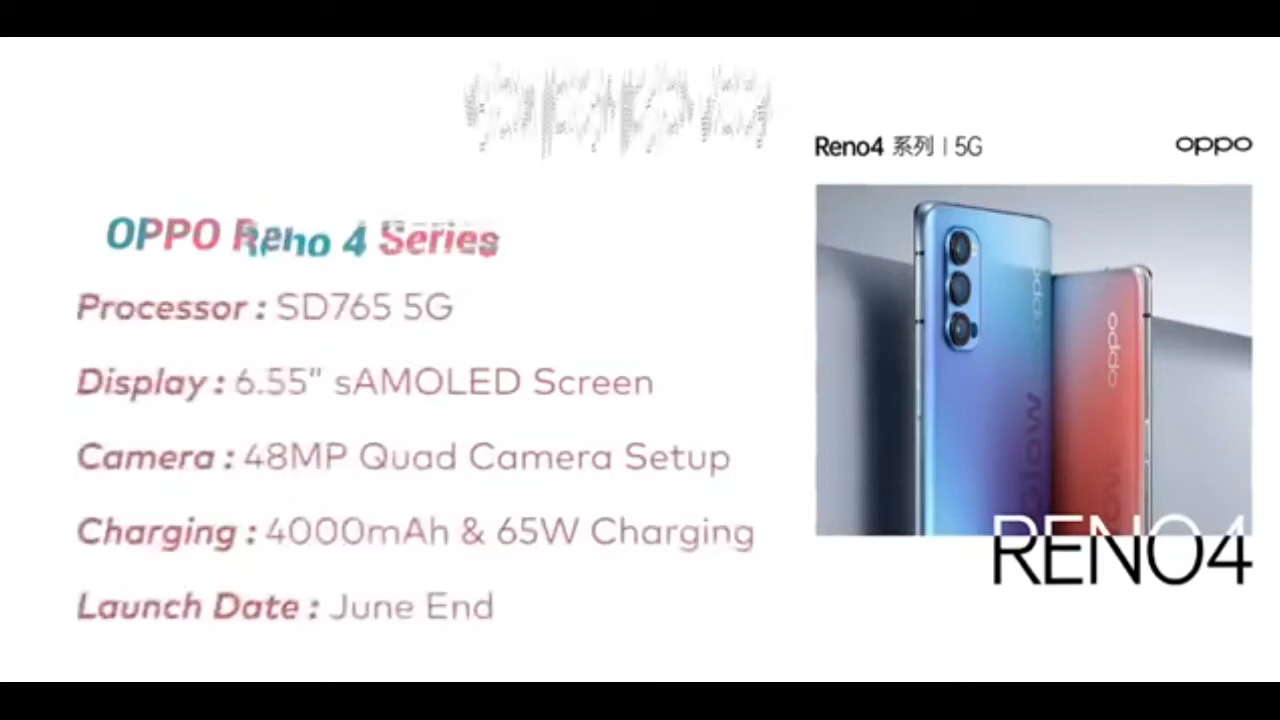 Reno4 系列 | 5G
oppo
OPPO Reno 4 Series
Processor : SD765 5G
Display : 6.55" sAMOLED Screen
Camera : 48MP Quad Camera Setup
Charging : 4000mAh & 65W Charging
Launch Date : June End
oppo
oppo
Glow
RENO4